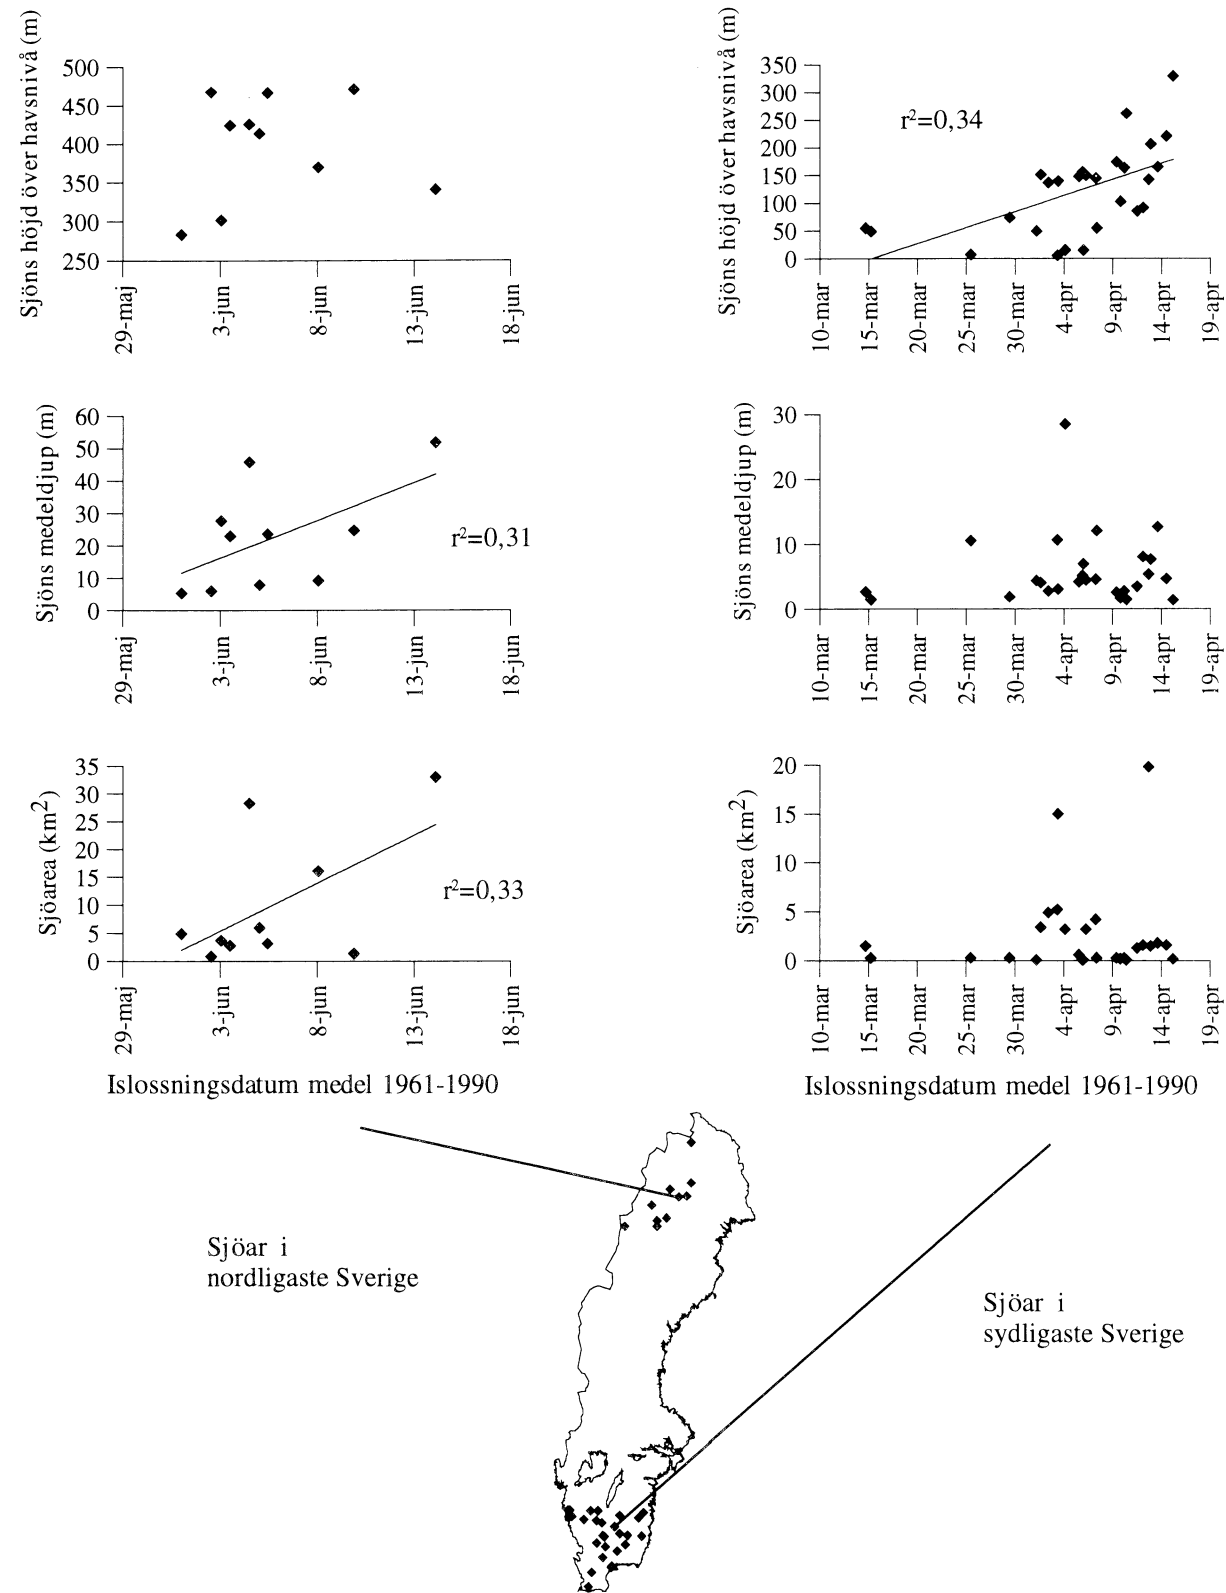 Sjöns höjd över havsnivå (m)
500
450
400
350
300
250
29-maj
3-jun
8-jun
13-jun
18-jun
Sjöns höjd över havsnivå (m)
350
300
250
200
150
100
50
0
r²=0,34
10-mar
15-mar
20-mar
25-mar
30-mar
4-apr
9-apr
14-apr
19-apr
Sjöns medeldjup (m)
60
50
40
30
20
10
0
r²=0,31
29-maj
3-jun
8-jun
13-jun
18-jun
Sjöns medeldjup (m)
30
20
10
0
10-mar
15-mar
20-mar
25-mar
30-mar
4-apr
9-apr
14-apr
19-apr
Sjöarea (km²)
35
30
25
20
15
10
5
0
r²=0,33
29-maj
3-jun
8-jun
13-jun
18-jun
Islossningsdatum medel 1961-1990
Sjöarea (km²)
20
15
10
5
0
10-mar
15-mar
20-mar
25-mar
30-mar
4-apr
9-apr
14-apr
19-apr
Islossningsdatum medel 1961-1990
Sjöar i
nordligaste Sverige
Sjöar i
sydligaste Sverige